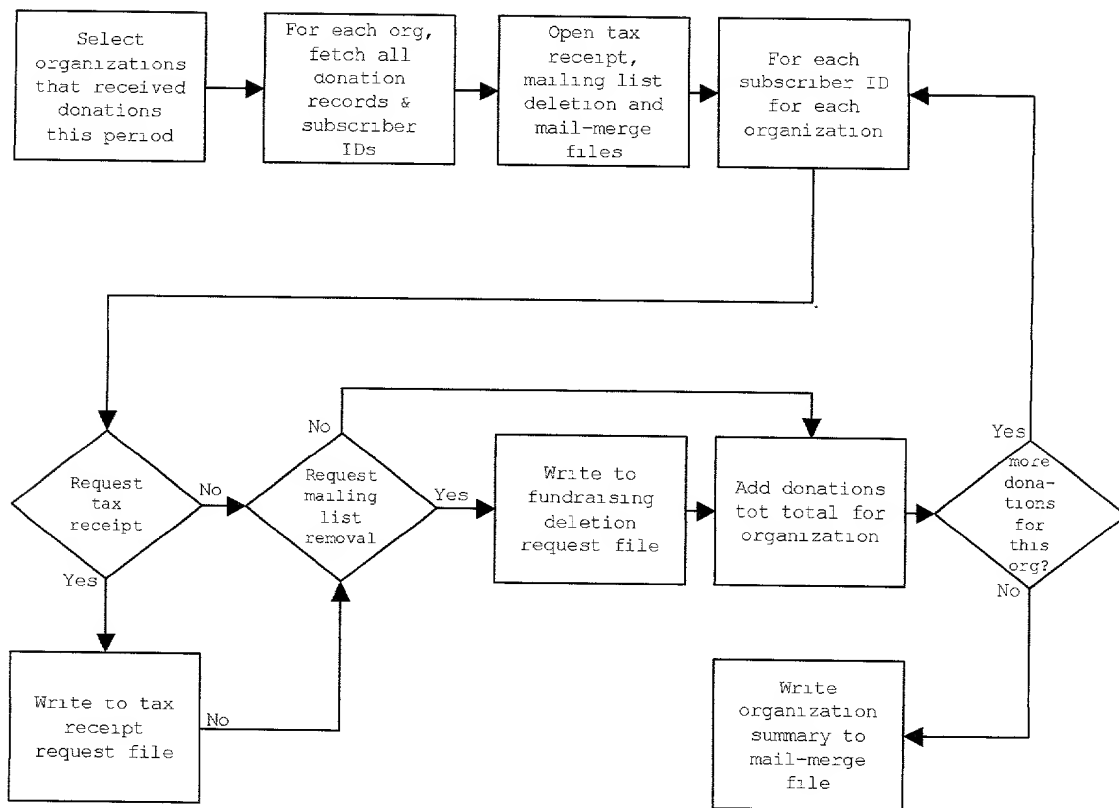 Select
organizations
that received
donations
this period
For each org,
fetch all
donation
records &
subscriber
IDs
Open tax
receipt,
mailing list
deletion and
mail-merge
files
For each
subscriber ID
for each
organization
Request
tax
receipt
No
Yes
Request
mailing
list
removal
No
Yes
Write to
fundraising
deletion
request file
Add donations
tot total for
organization
Yes
more
dona-
tions
for
this
org?
No
Write to tax
receipt
request file
No
Write
organization
summary to
mail-merge
file